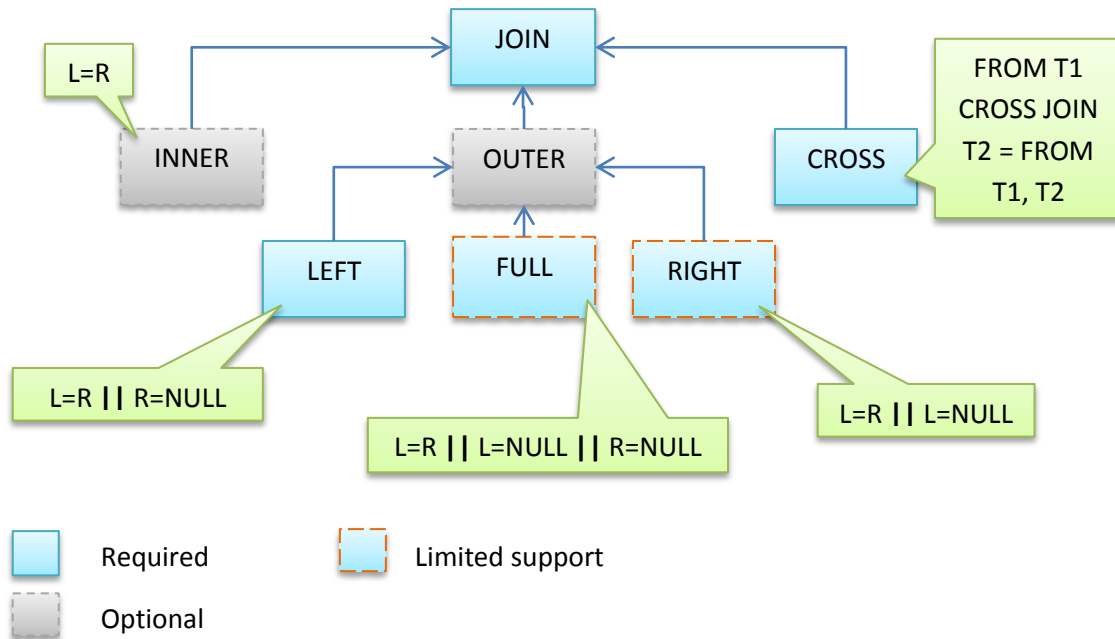 JOIN
L=R
FROM T1
CROSS JOIN
T2 = FROM
T1, T2
INNER
OUTER
CROSS
LEFT
FULL
RIGHT
L=R || R=NULL
L=R || L=NULL || R=NULL
L=R || L=NULL
Required
Limited support
Optional